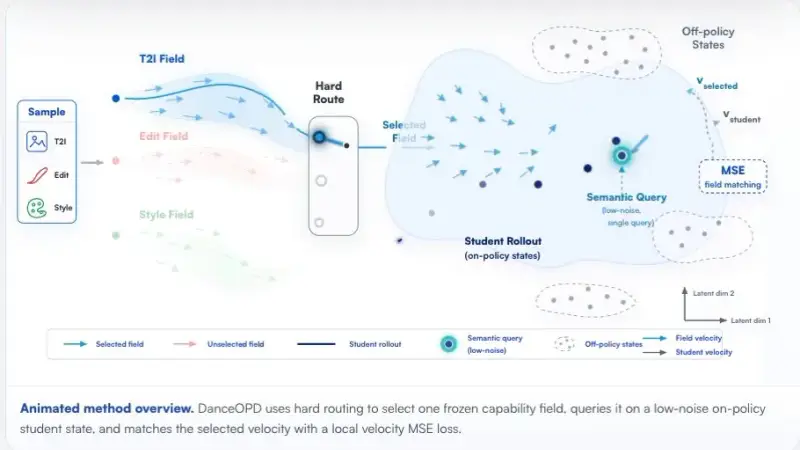 T2I Field
Off-policy
States
Hard
Route
V selected
Sample
V student
T2I
Selected
Field
Edit Field
Edit
MSE
field matching
Style
Style Field
Semantic Query
(low-noise,
single query)
Student Rollout
(on-policy states)
Latent dim 2
Latent dim 1
Selected field
Unselected field
Student rollout
Semantic query
(low-noise)
Off-policy states
Field velocity
Student velocity
Animated method overview. DanceOPD uses hard routing to select one frozen capability field, queries it on a low-noise on-policy
student state, and matches the selected velocity with a local velocity MSE loss.